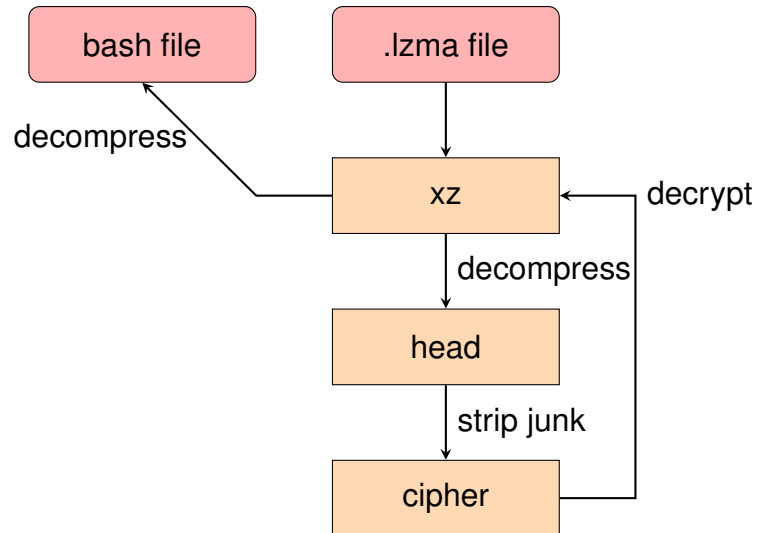 bash file
.lzma file
decompress
xz
decrypt
decompress
head
strip junk
cipher